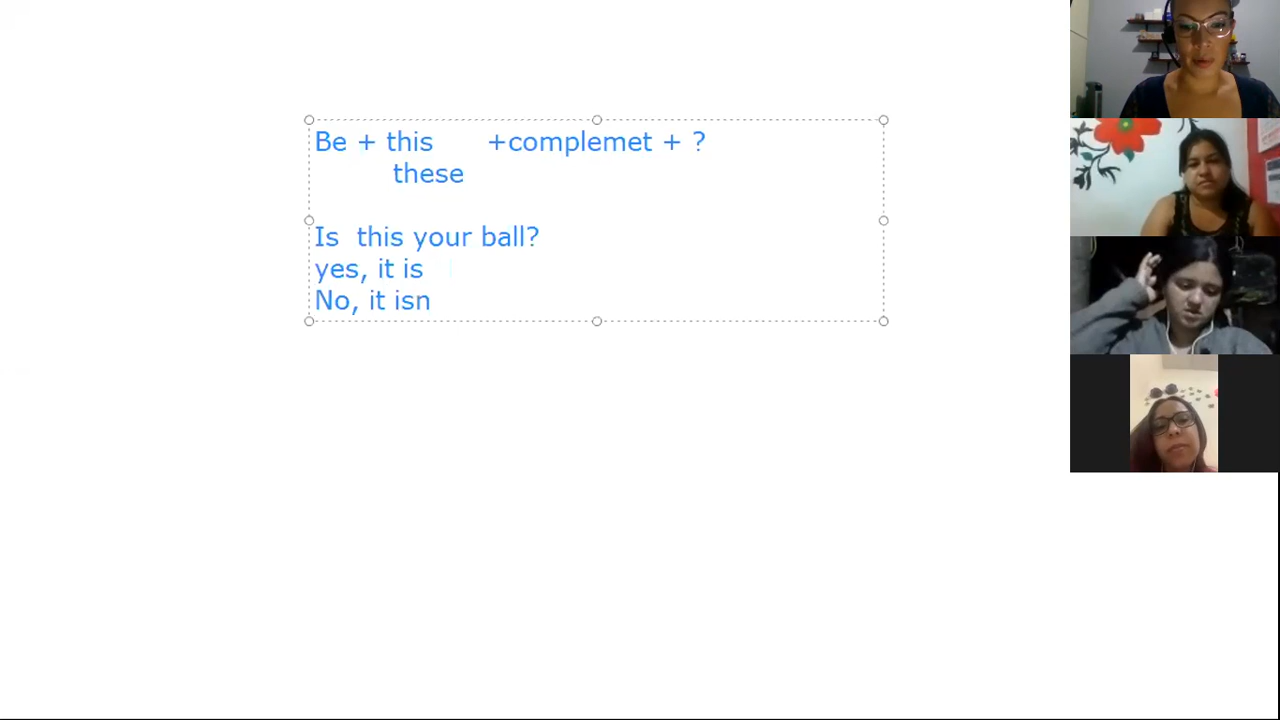 Be + this +complemet + ?
these
Is this your ball?
yes, it is
No, it isn